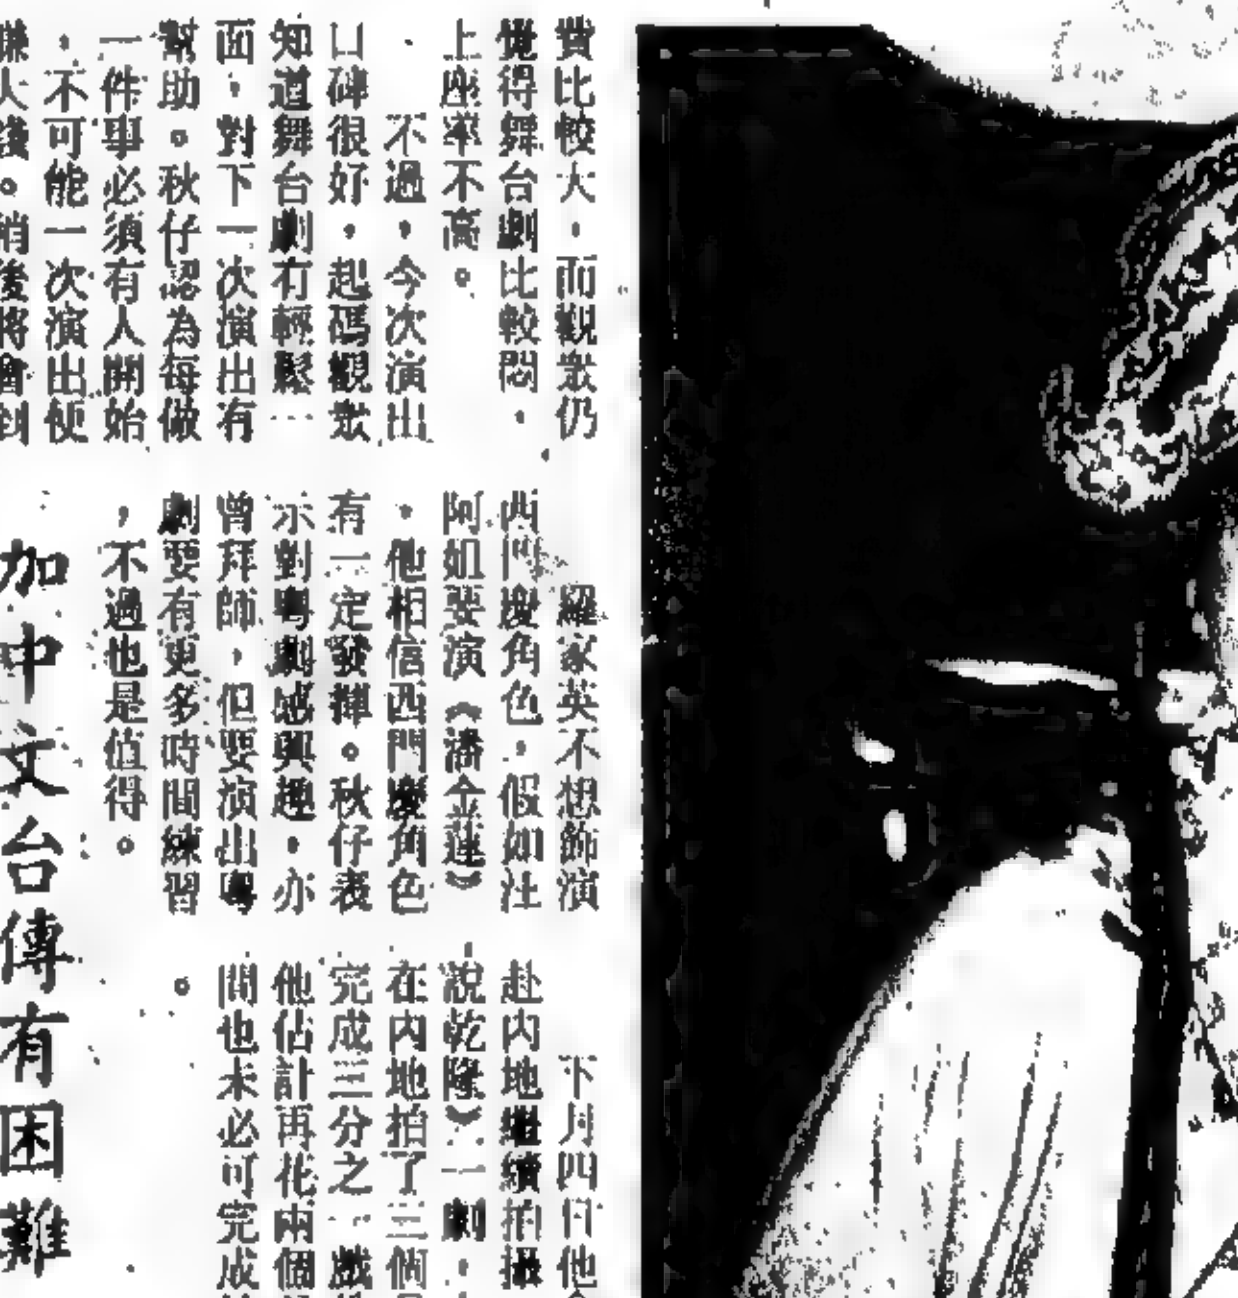 費比較大，而觀眾仍
覺得舞台劇比較悶，
上座率不高。
不過，今次演出
口碑很好，起碼觀眾
知道舞台劇有輕鬆一
面，對下一次演出有
幫助。秋仔認為每做
一件事必須有人開始
，不可能一次演出便
賺大錢。稍後將會到
羅家英不想飾演
西門慶角色，假如汪
阿姐要演《潘金蓮》
，他相信西門慶角色
有一定發揮。秋仔表
示對粵劇感興趣，亦
曾拜師，但要演出粵
劇要有更多時間練習
，不過也是值得。
下月四日他
赴內地繼續拍攝
說乾隆》一劇，
在內地拍了三個
完成三分之一戲
他估計再花兩個
間也未必可完成
。
加中文台傳有困難